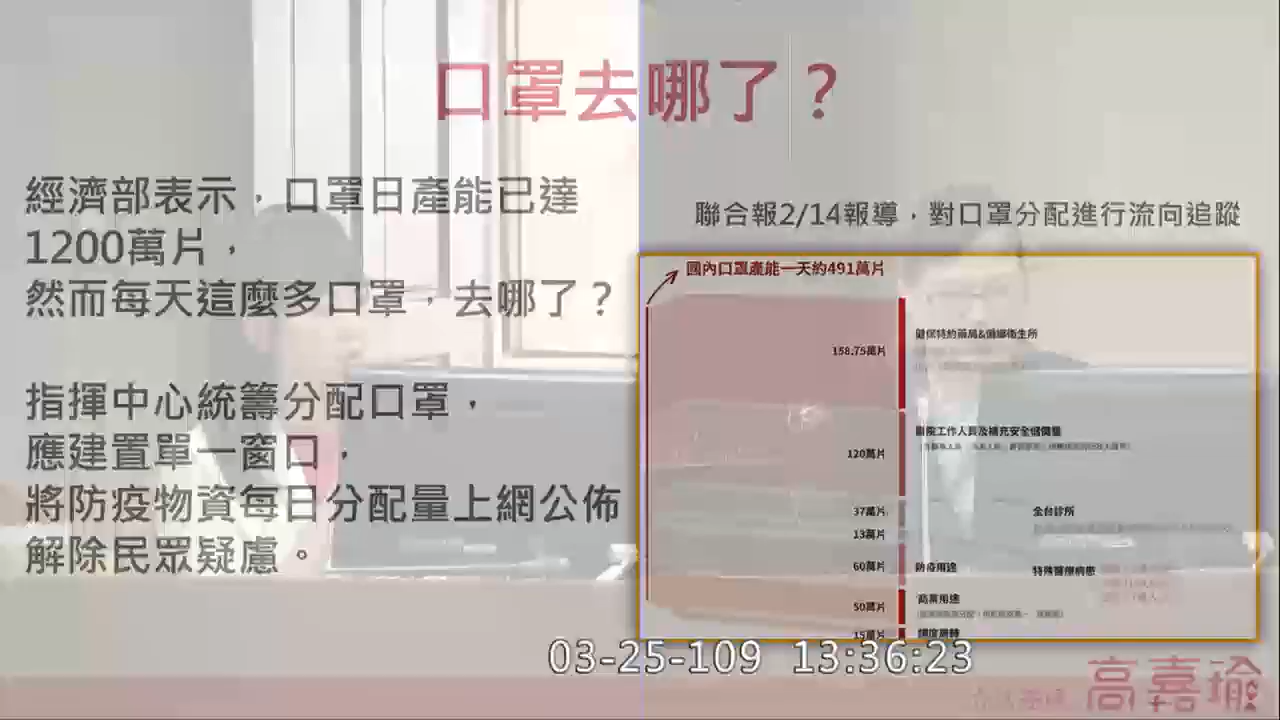 口罩去哪了？
經濟部表示，口罩日產能已達
1200萬片，
然而每天這麼多口罩，去哪了？
指揮中心統籌分配口罩，
應建置單一窗口，
將防疫物資每日分配量上網公佈
解除民眾疑慮。
聯合報2/14報導，對口罩分配進行流向追蹤
國內口罩產能一天約491萬片
158.75萬片
健保特約藥局&偏鄉衛生所
120萬片
醫院工作人員及補充安全儲備量
37萬片
全台診所
13萬片
特殊醫療病患
60萬片
防疫用途
50萬片
商業用途
15萬片
調度周轉
03-25-109 13:36:23
高嘉瑜